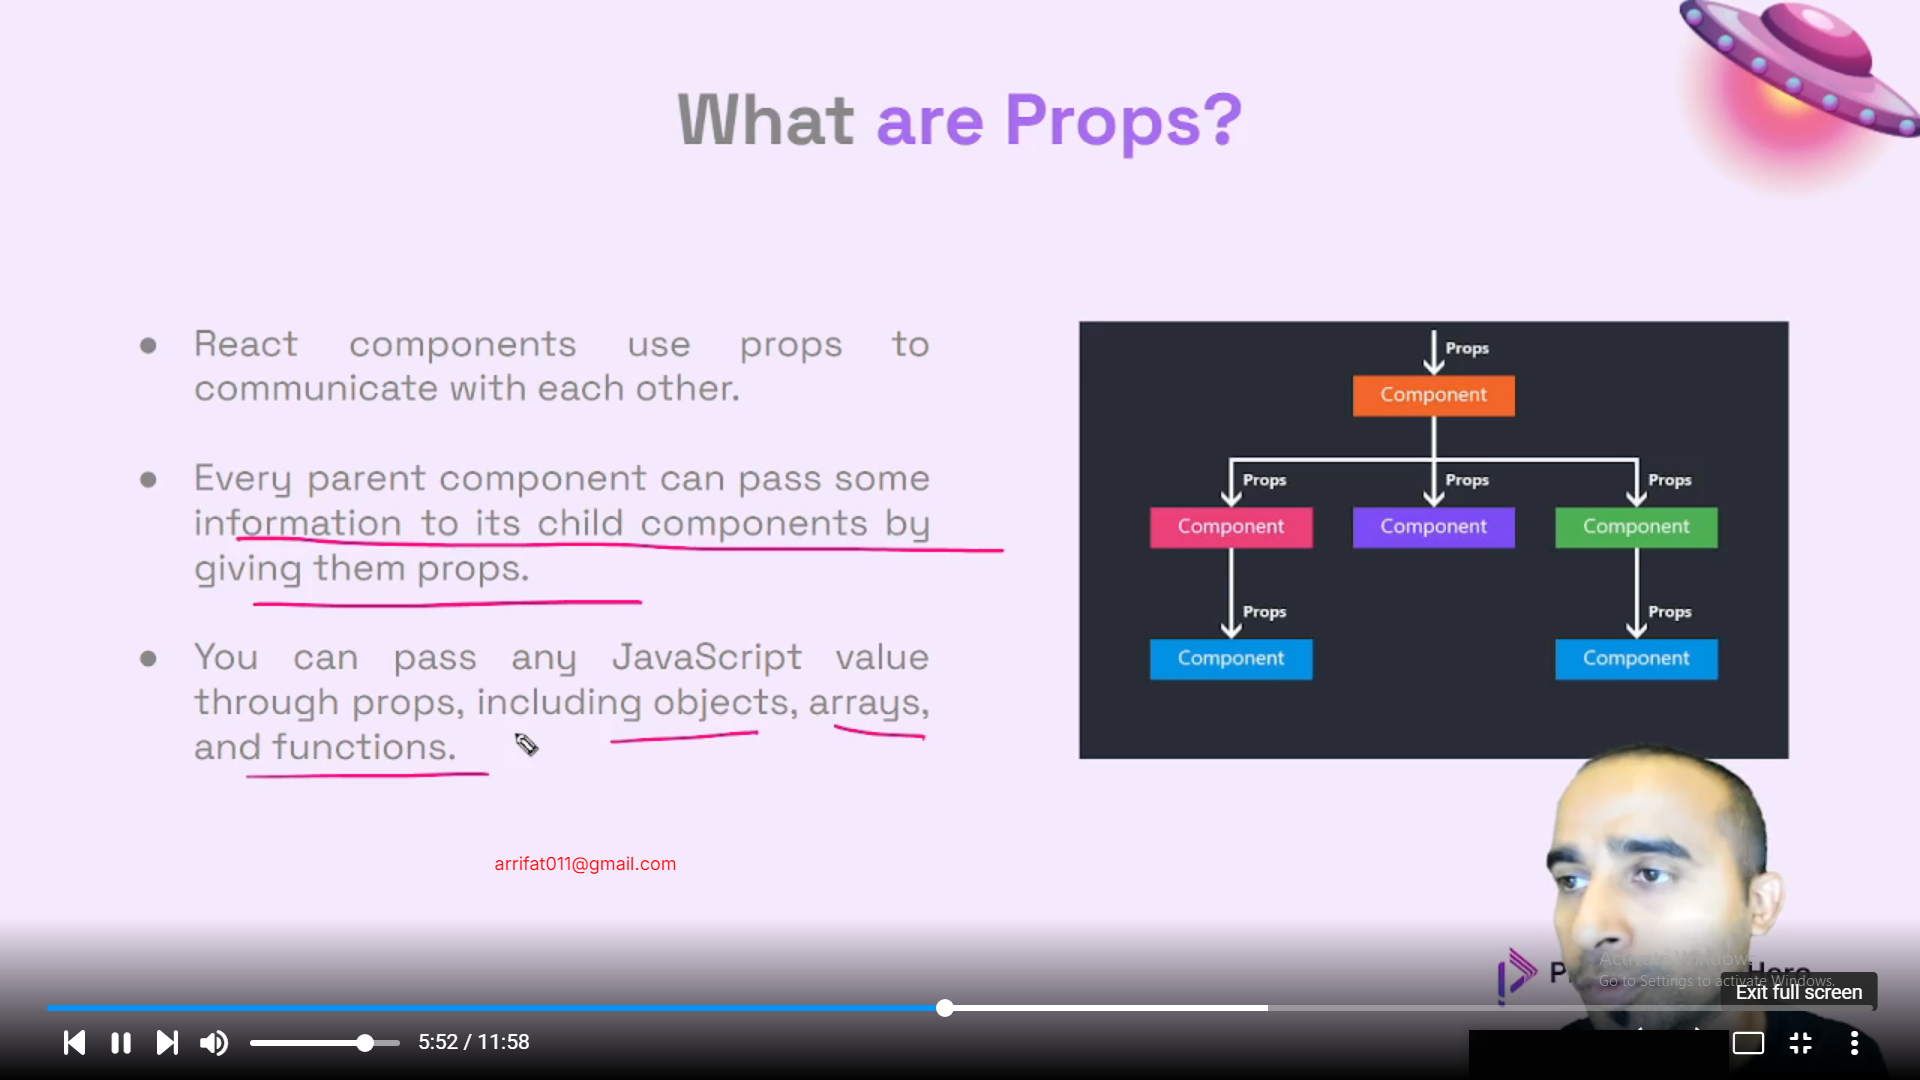 What are Props?
React components use props to
communicate with each other.
Every parent component can pass some
information to its child components by
giving them props.
You can pass any JavaScript value
through props, including objects, arrays,
and functions.
Props
Component
Props
Props
Props
Component
Component
Component
Props
Props
Component
Component
arrifat011@gmail.com
Activate Windows
Go to Settings to activate Windows.
Exit full screen
5:52 / 11:58